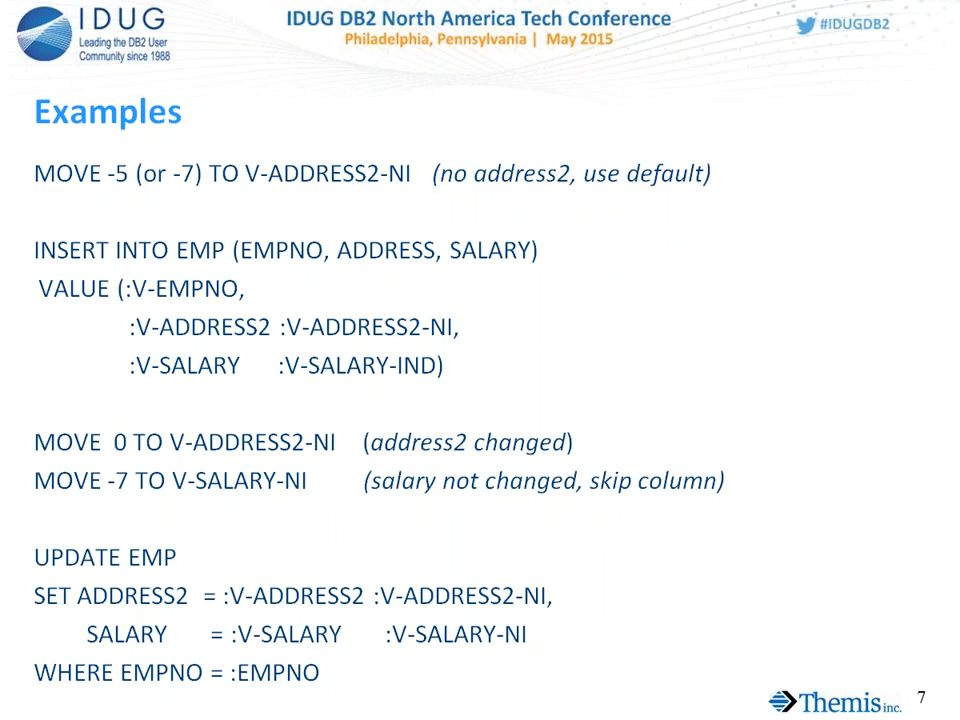 IDUG
Leading the DB2 User
Community since 1988
IDUG DB2 North America Tech Conference
Philadelphia, Pennsylvania | May 2015
#IDUGDB2
Examples
MOVE -5 (or -7) TO V-ADDRESS2-NI (no address2, use default)
INSERT INTO EMP (EMPNO, ADDRESS, SALARY)
VALUE (:V-EMPNO,
:V-ADDRESS2 :V-ADDRESS2-NI,
:V-SALARY :V-SALARY-IND)
MOVE 0 TO V-ADDRESS2-NI (address2 changed)
MOVE -7 TO V-SALARY-NI (salary not changed, skip column)
UPDATE EMP
SET ADDRESS2 = :V-ADDRESS2 :V-ADDRESS2-NI,
SALARY = :V-SALARY :V-SALARY-NI
WHERE EMPNO = :EMPNO
Themis inc.
7